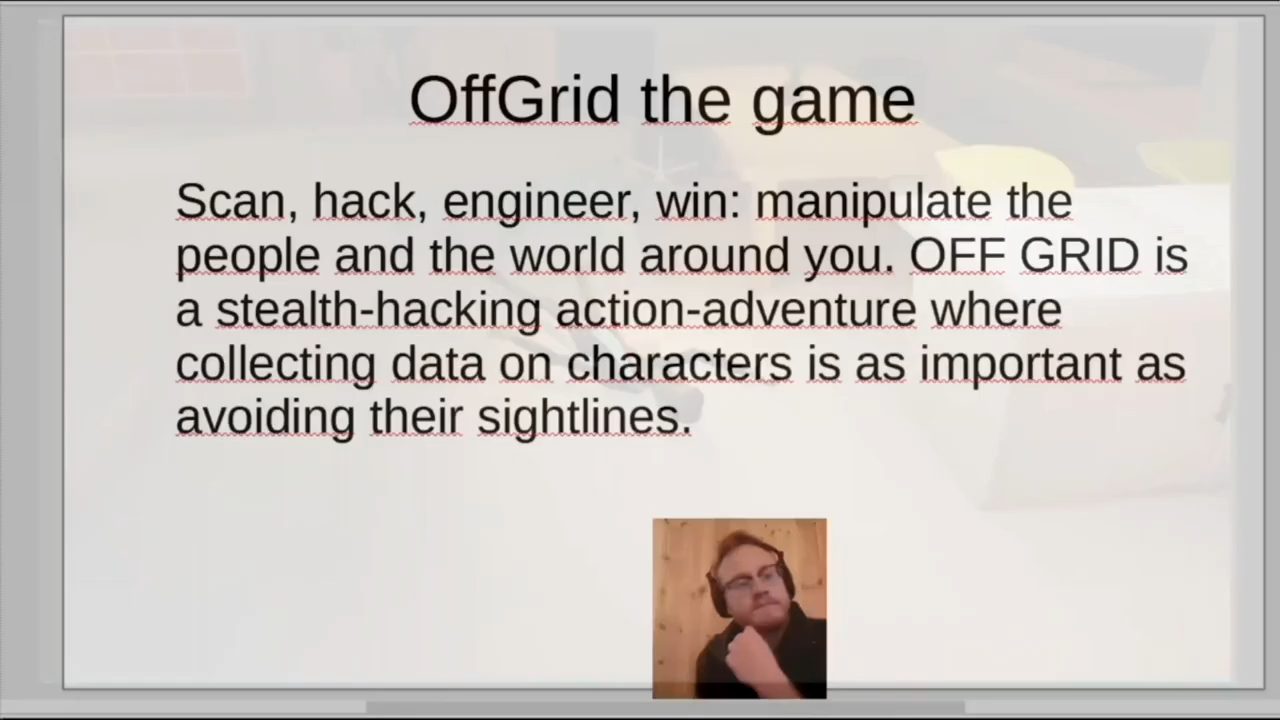 OffGrid the game
Scan, hack, engineer, win: manipulate the
people and the world around you. OFF GRID is
a stealth-hacking action-adventure where
collecting data on characters is as important as
avoiding their sightlines.